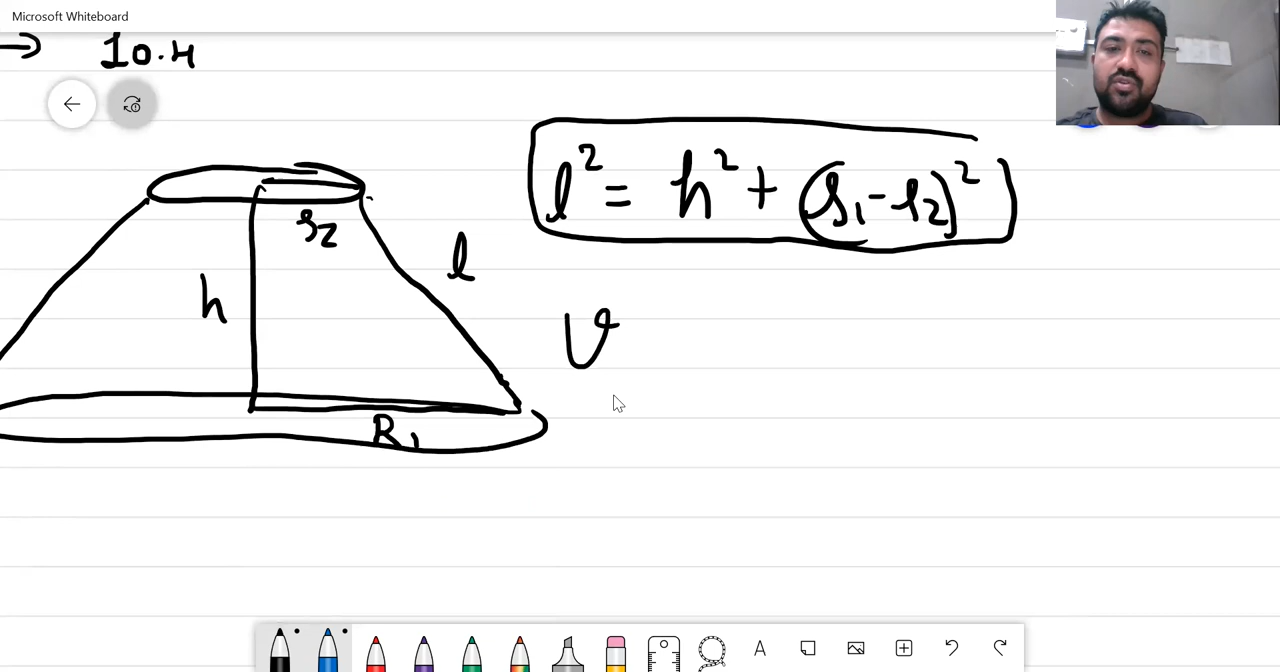 Microsoft Whiteboard
→ 10.4
l² = h² + (r₁-r₂)²
r₂
l
h
V
R₁
A